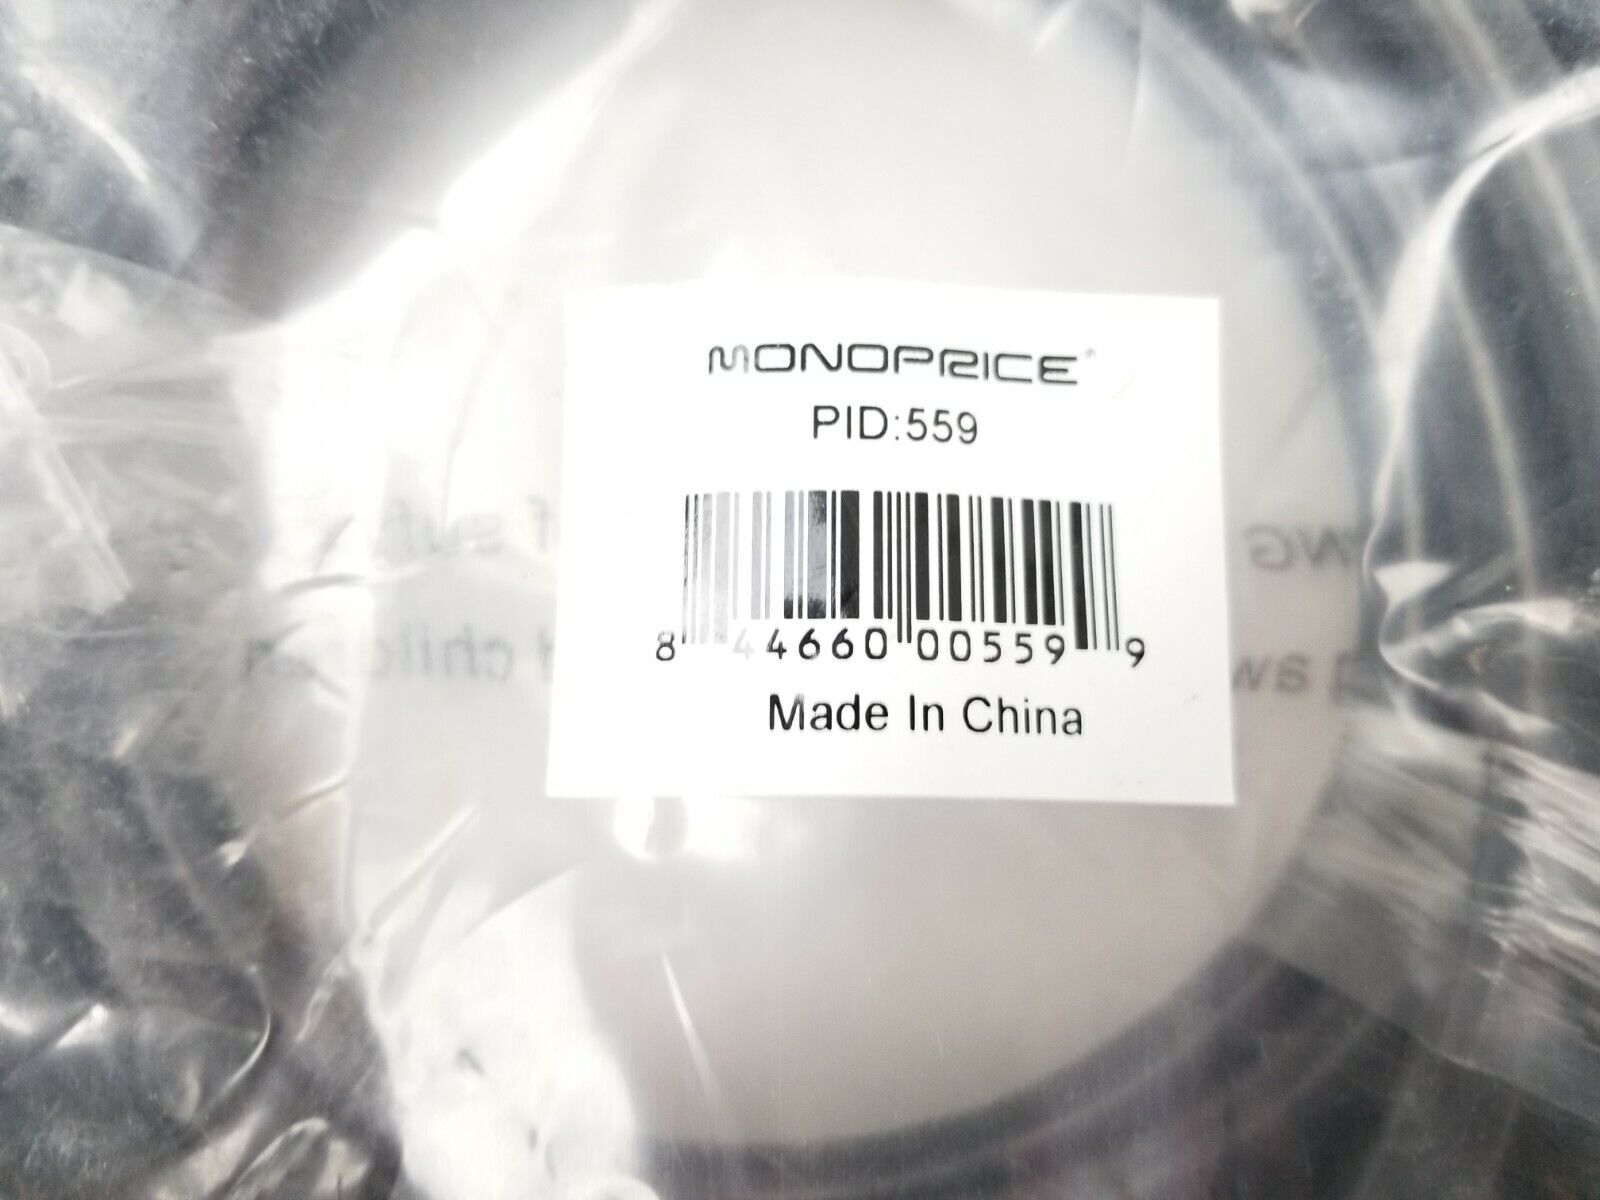 MONOPRICE®
PID:559
8 44660 00559 9
Made In China